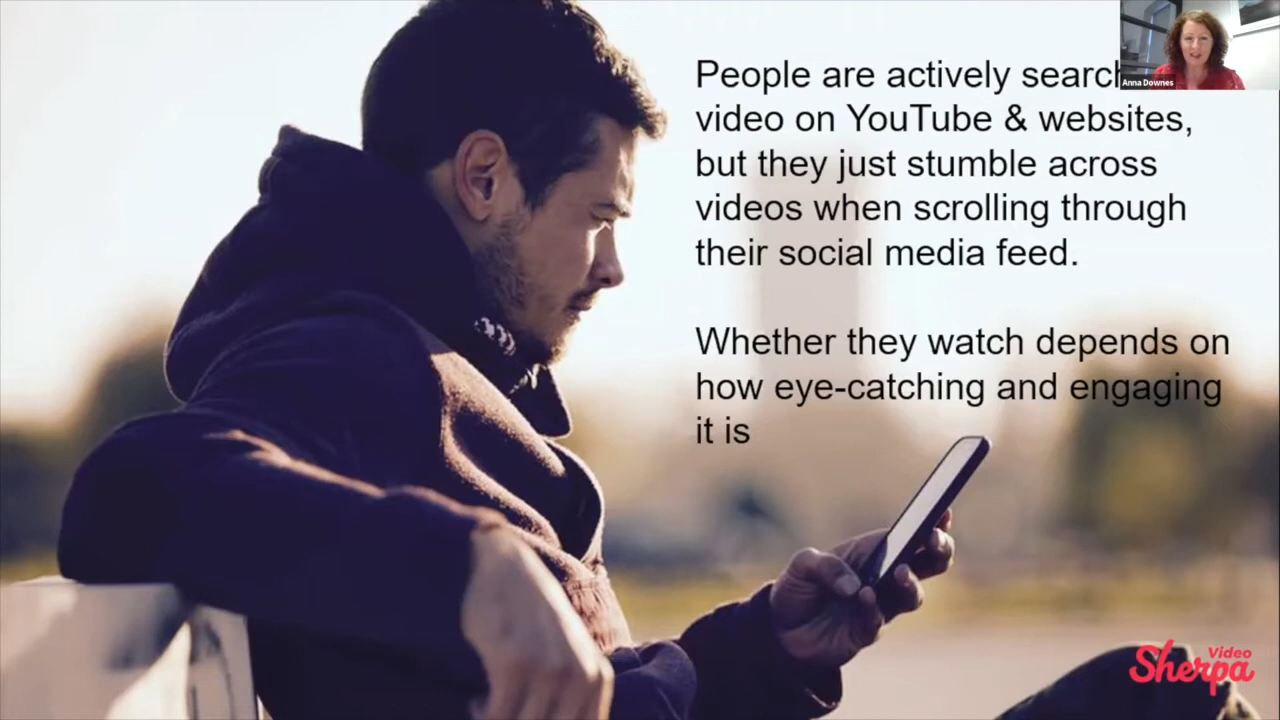 People are actively search
video on YouTube & websites,
but they just stumble across
videos when scrolling through
their social media feed.
Whether they watch depends on
how eye-catching and engaging
it is
Anna Downes
Video
Sherpa